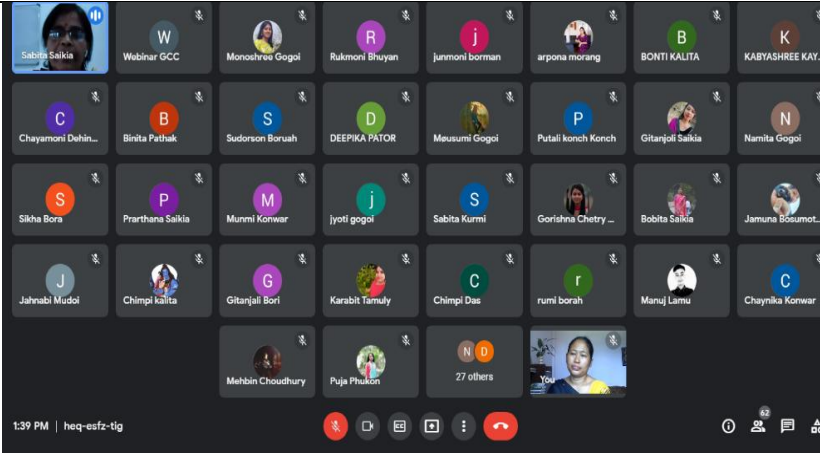 Sabita Saikia
W
Webinar GCC
Monoshree Gogoi
R
Rukmoni Bhuyan
j
junmoni borman
arpona morang
B
BONTI KALITA
K
KABYASHREE KAY...
C
Chayamoni Dehin...
B
Binita Pathak
S
Sudorson Boruah
D
DEEPIKA PATOR
Mousumi Gogoi
P
Putali konch Konch
Gitanjoli Saikia
N
Namita Gogoi
S
Sikha Bora
P
Prarthana Saikia
M
Munmi Konwar
j
jyoti gogoi
S
Sabita Kurmi
Gorishna Chetry ...
Bobita Saikia
Jamuna Bosumot...
J
Jahnabi Mudoi
Chimpi kalita
G
Gitanjali Bori
Karabit Tamuly
C
Chimpi Das
r
rumi borah
Manuj Lamu
C
Chaynika Konwar
Mehbin Choudhury
Puja Phukon
N D
27 others
You
1:39 PM | heq-esfz-tig
CC
62